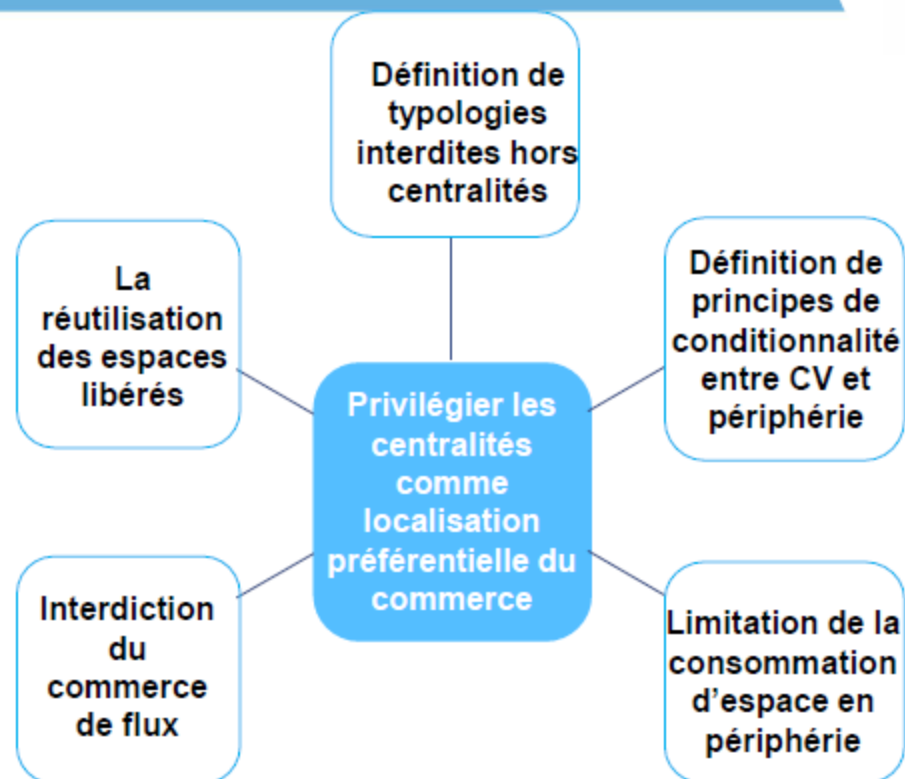 Définition de
typologies
interdites hors
centralités
La
réutilisation
des espaces
libérés
Définition de
principes de
conditionnalité
entre CV et
périphérie
Privilégier les
centralités
comme
localisation
préférentielle du
commerce
Interdiction
du
commerce
de flux
Limitation de la
consommation
d’espace en
périphérie